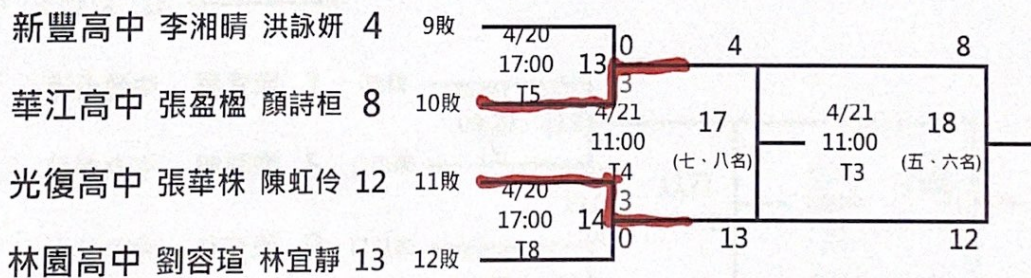 新豐高中 李湘晴 洪詠妍 4 9敗
4/20
17:00 13
T5
0
3
4
8
華江高中 張盈楹 顏詩桓 8 10敗
4/21
11:00
T4
17
(七、八名)
4/21
11:00
T3
18
(五、六名)
光復高中 張華株 陳虹伶 12 11敗
4/20
17:00 14
T8
3
0
13
12
林園高中 劉容瑄 林宜靜 13 12敗